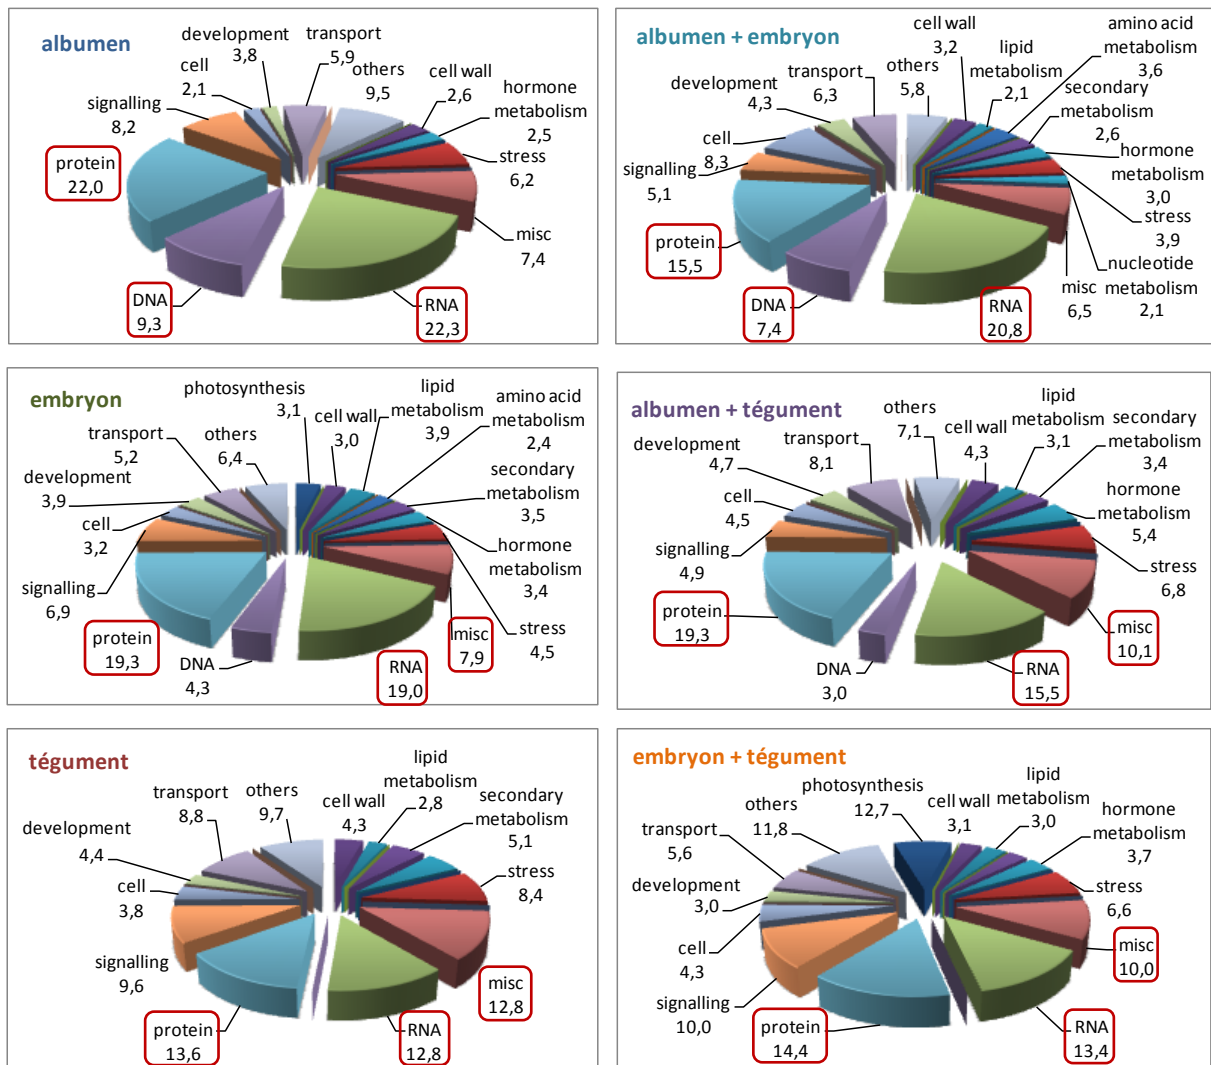 albumen
development
3,8
transport
5,9
others
9,5
cell wall
2,6
hormone
metabolism
2,5
stress
6,2
misc
7,4
RNA
22,3
DNA
9,3
protein
22,0
signalling
8,2
cell
2,1
albumen + embryon
development
4,3
transport
6,3
others
5,8
cell wall
3,2
lipid
metabolism
2,1
amino acid
metabolism
3,6
secondary
metabolism
2,6
hormone
metabolism
3,0
stress
3,9
nucleotide
metabolism
2,1
misc
6,5
RNA
20,8
DNA
7,4
protein
15,5
signalling
5,1
cell
8,3
embryon
photosynthesis
3,1
cell wall
3,0
lipid
metabolism
3,9
amino acid
metabolism
2,4
secondary
metabolism
3,5
hormone
metabolism
3,4
stress
4,5
misc
7,9
RNA
19,0
DNA
4,3
protein
19,3
signalling
6,9
cell
3,2
development
3,9
transport
5,2
others
6,4
albumen + tégument
others
7,1
cell wall
4,3
lipid
metabolism
3,1
secondary
metabolism
3,4
hormone
metabolism
5,4
stress
6,8
misc
10,1
RNA
15,5
DNA
3,0
protein
19,3
signalling
4,9
cell
4,5
development
4,7
transport
8,1
tégument
transport
8,8
others
9,7
cell wall
4,3
lipid
metabolism
2,8
secondary
metabolism
5,1
stress
8,4
misc
12,8
RNA
12,8
protein
13,6
signalling
9,6
cell
3,8
development
4,4
embryon + tégument
photosynthesis
12,7
cell wall
3,1
lipid
metabolism
3,0
hormone
metabolism
3,7
stress
6,6
misc
10,0
RNA
13,4
protein
14,4
signalling
10,0
cell
4,3
development
3,0
transport
5,6
others
11,8